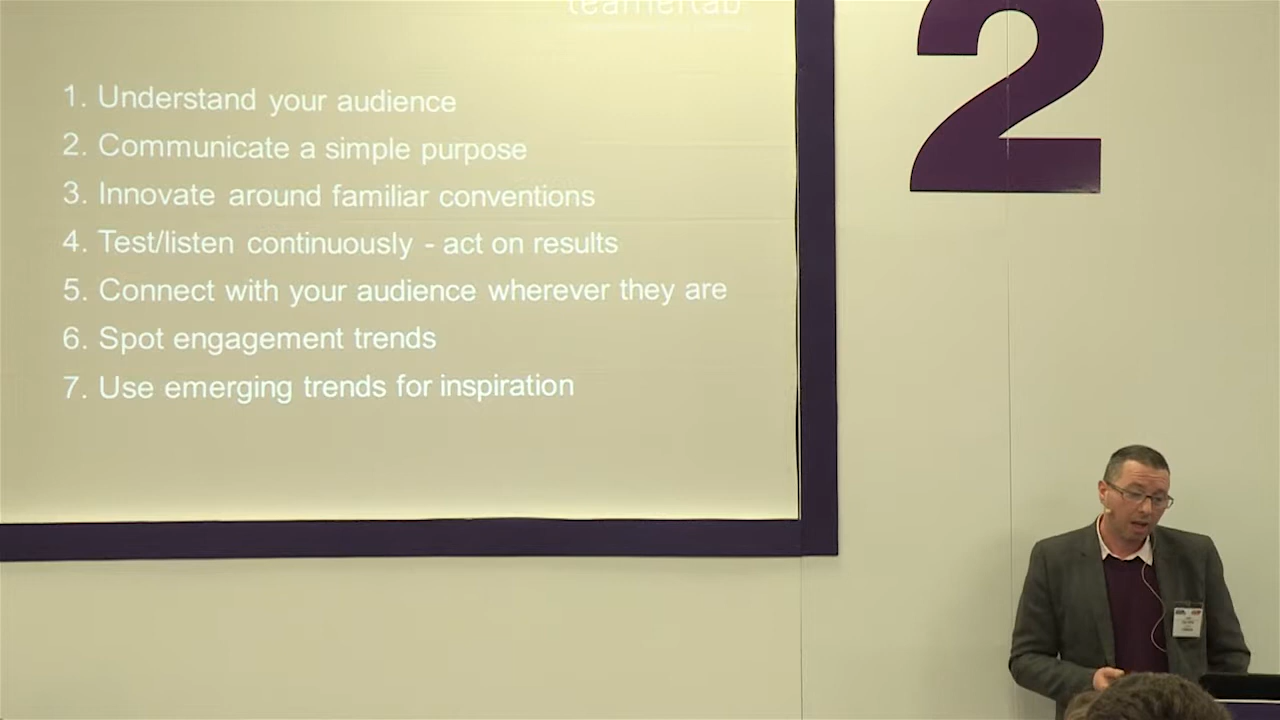 1. Understand your audience
2. Communicate a simple purpose
3. Innovate around familiar conventions
4. Test/listen continuously - act on results
5. Connect with your audience wherever they are
6. Spot engagement trends
7. Use emerging trends for inspiration
2